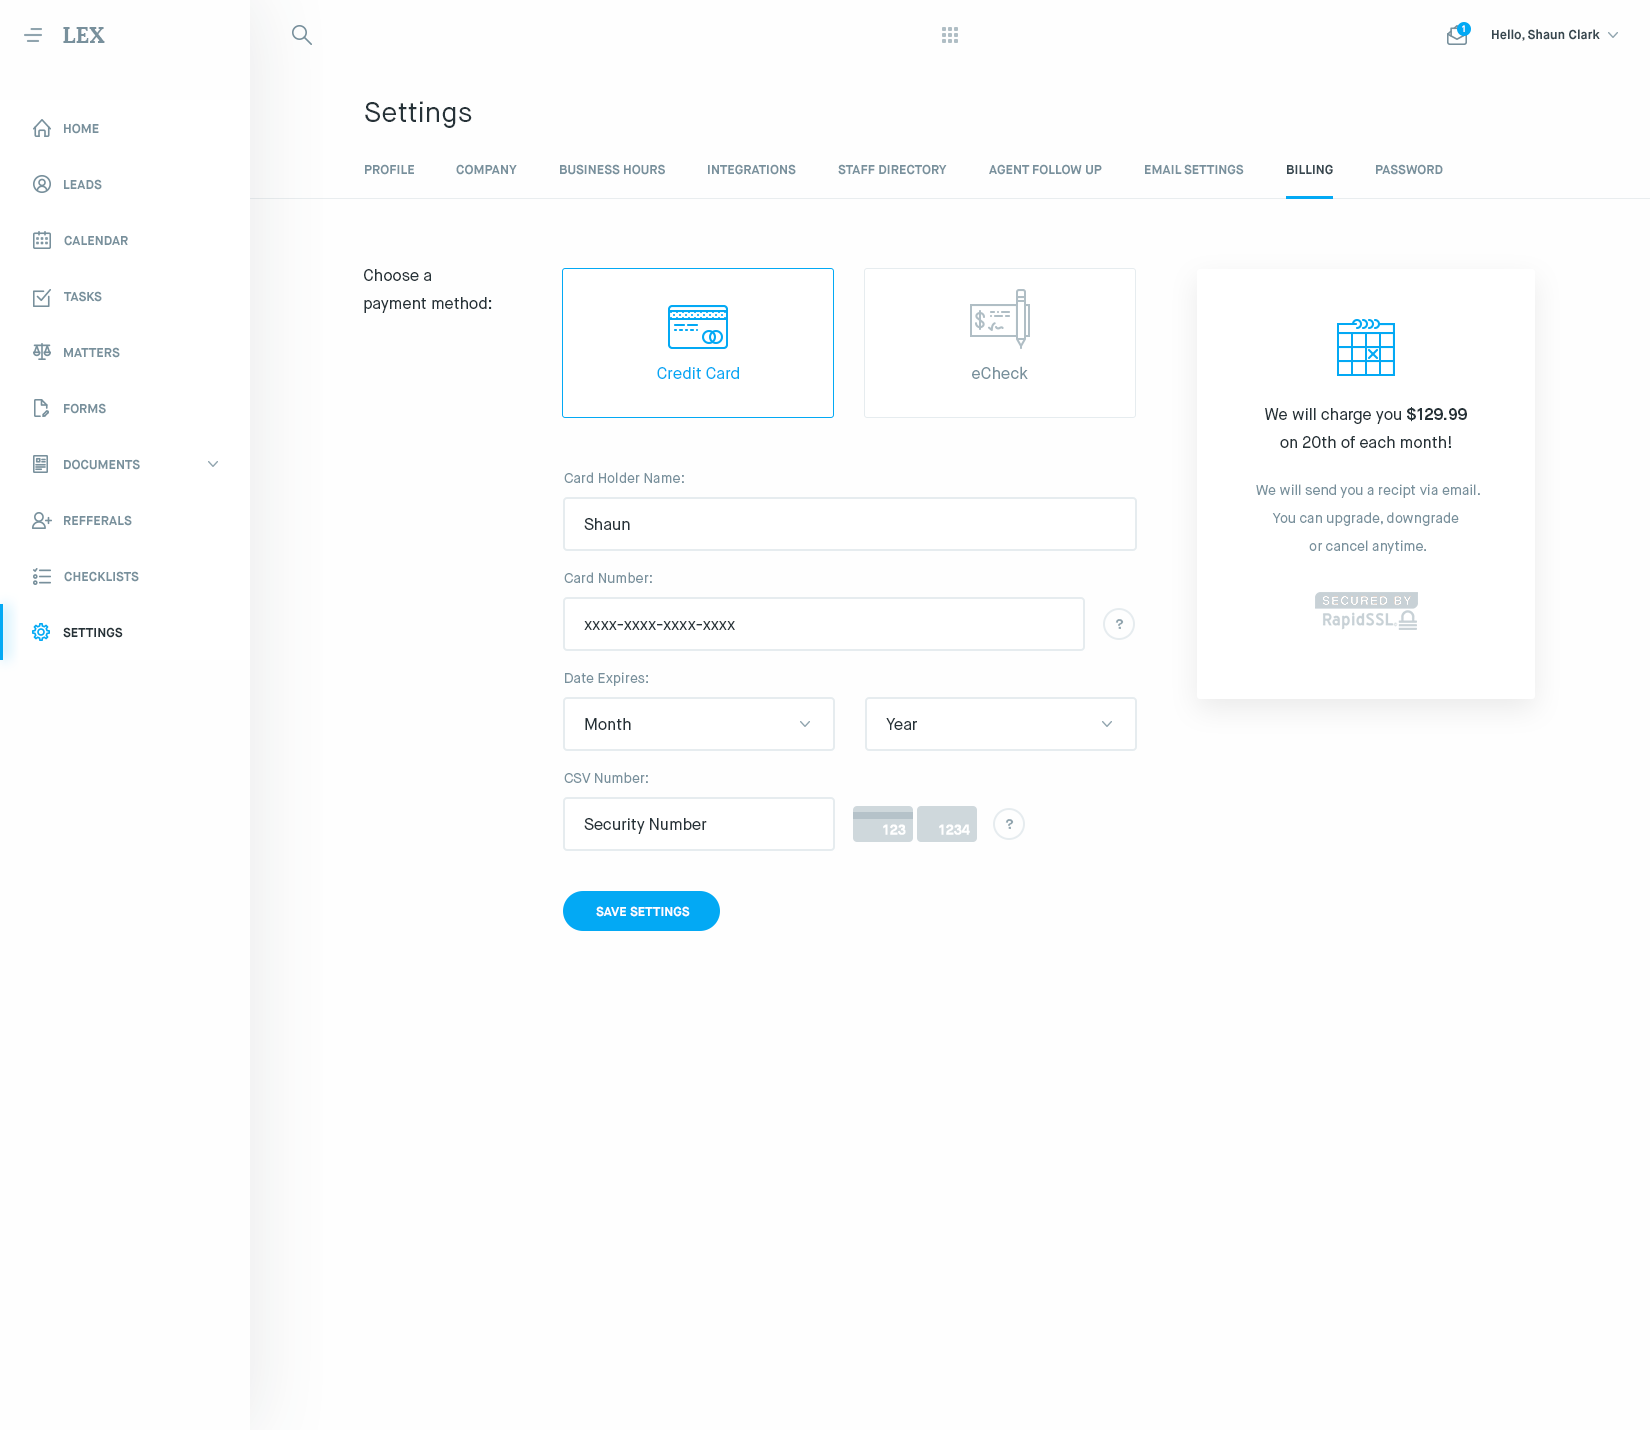 LEX
1
Hello, Shaun Clark
HOME
LEADS
CALENDAR
TASKS
MATTERS
FORMS
DOCUMENTS
REFFERALS
CHECKLISTS
SETTINGS
Settings
PROFILE
COMPANY
BUSINESS HOURS
INTEGRATIONS
STAFF DIRECTORY
AGENT FOLLOW UP
EMAIL SETTINGS
BILLING
PASSWORD
Choose a
payment method:
Credit Card
$
eCheck
Card Holder Name:
Shaun
Card Number:
xxxx-xxxx-xxxx-xxxx
?
Date Expires:
Month
Year
CSV Number:
Security Number
123
1234
?
SAVE SETTINGS
We will charge you $129.99
on 20th of each month!
We will send you a recipt via email.
You can upgrade, downgrade
or cancel anytime.
SECURED BY
RapidSSL.